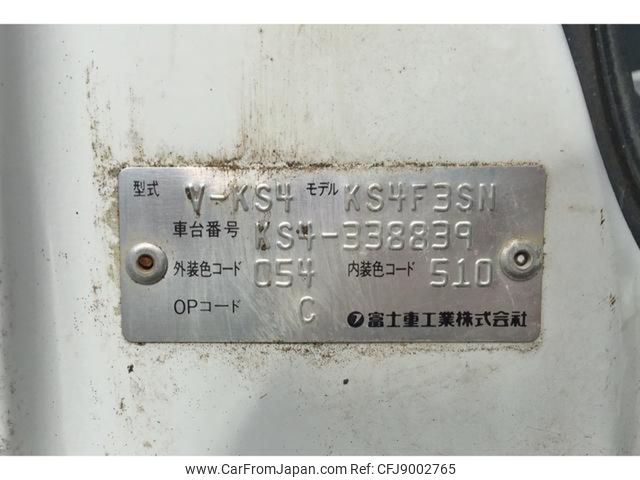 型式 V-KS4 モデル KS4F3SN
車台番号 KS4-338839
外装色コード 054 内装色コード 510
OPコード C 富士重工業株式会社
www.CarFromJapan.com - Ref. CFJ9002765